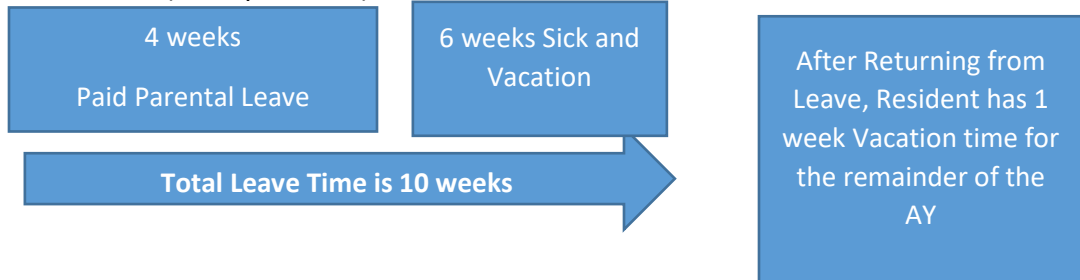 4 weeks
Paid Parental Leave
6 weeks Sick and
Vacation
Total Leave Time is 10 weeks
After Returning from
Leave, Resident has 1
week Vacation time for
the remainder of the
AY